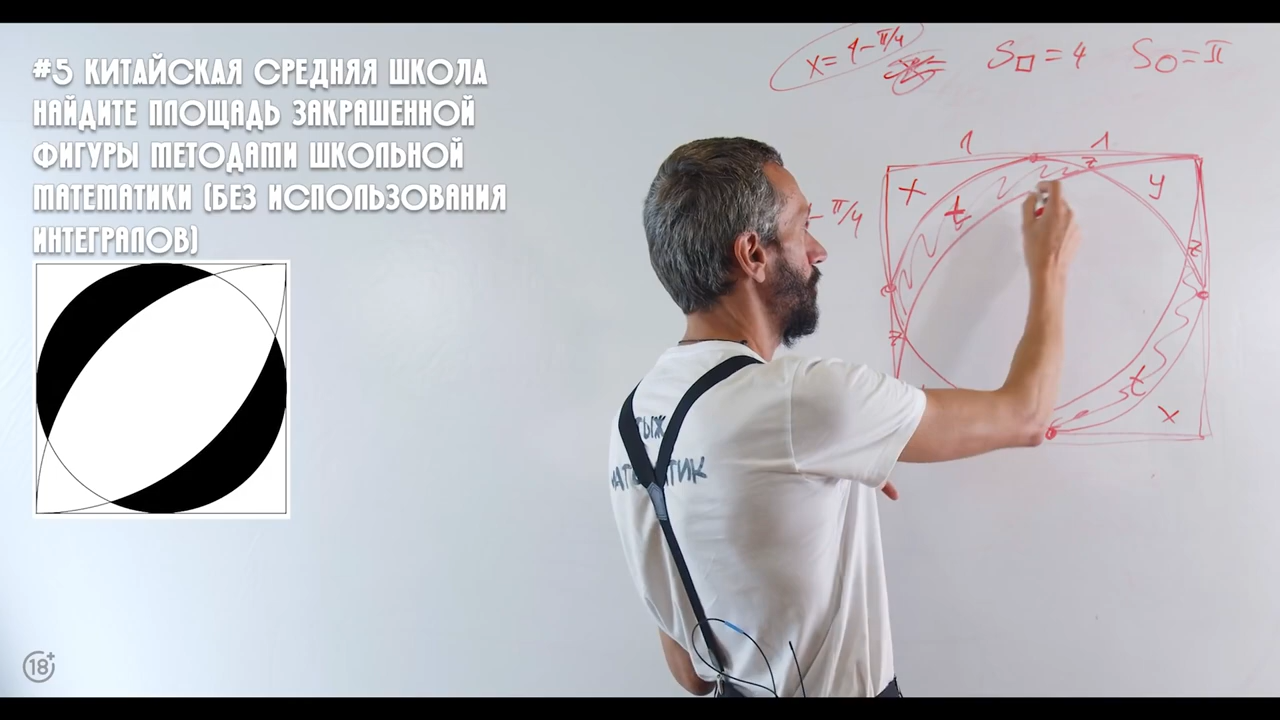 #5 КИТАЙСКАЯ СРЕДНЯЯ ШКОЛА
НАЙДИТЕ ПЛОЩАДЬ ЗАКРАШЕННОЙ
ФИГУРЫ МЕТОДАМИ ШКОЛЬНОЙ
МАТЕМАТИКИ (БЕЗ ИСПОЛЬЗОВАНИЯ
ИНТЕГРАЛОВ)
x = 1 - π/4
S□ = 4
S○ = π
1
1
z
x
y
t
- π/4
z
z
t
x
18+